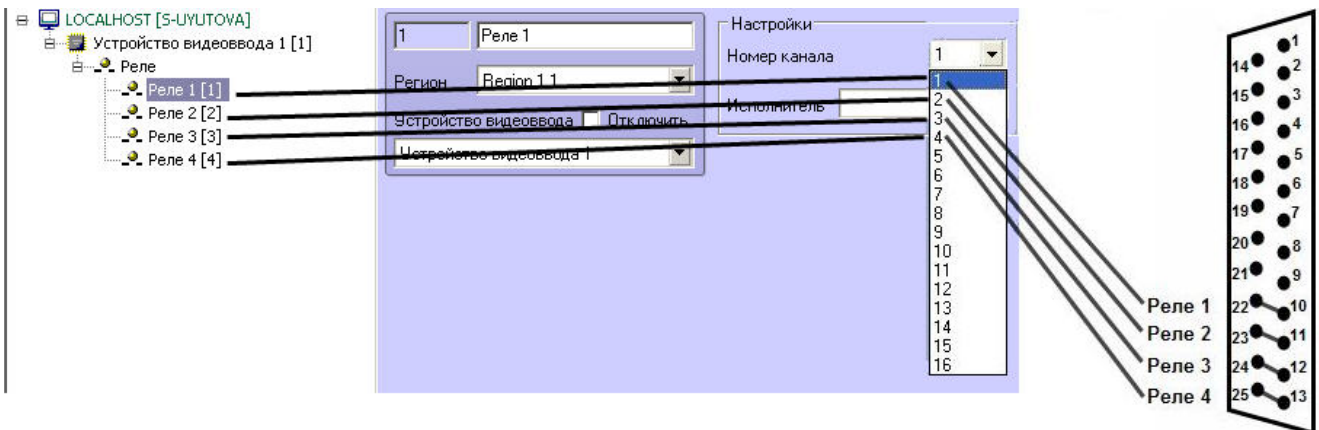 LOCALHOST [S-UYUTOVA]
Устройство видеоввода 1 [1]
Реле
Реле 1 [1]
Реле 2 [2]
Реле 3 [3]
Реле 4 [4]
1
Реле 1
Регион
Region 1.1
Устройство видеоввода
Отключить
Устройство видеоввода 1
Настройки
Номер канала
1
Исполнитель
1
2
3
4
5
6
7
8
9
10
11
12
13
14
15
16
Реле 1
Реле 2
Реле 3
Реле 4
1
14
2
15
3
16
4
17
5
18
6
19
7
20
8
21
9
22
10
23
11
24
12
25
13